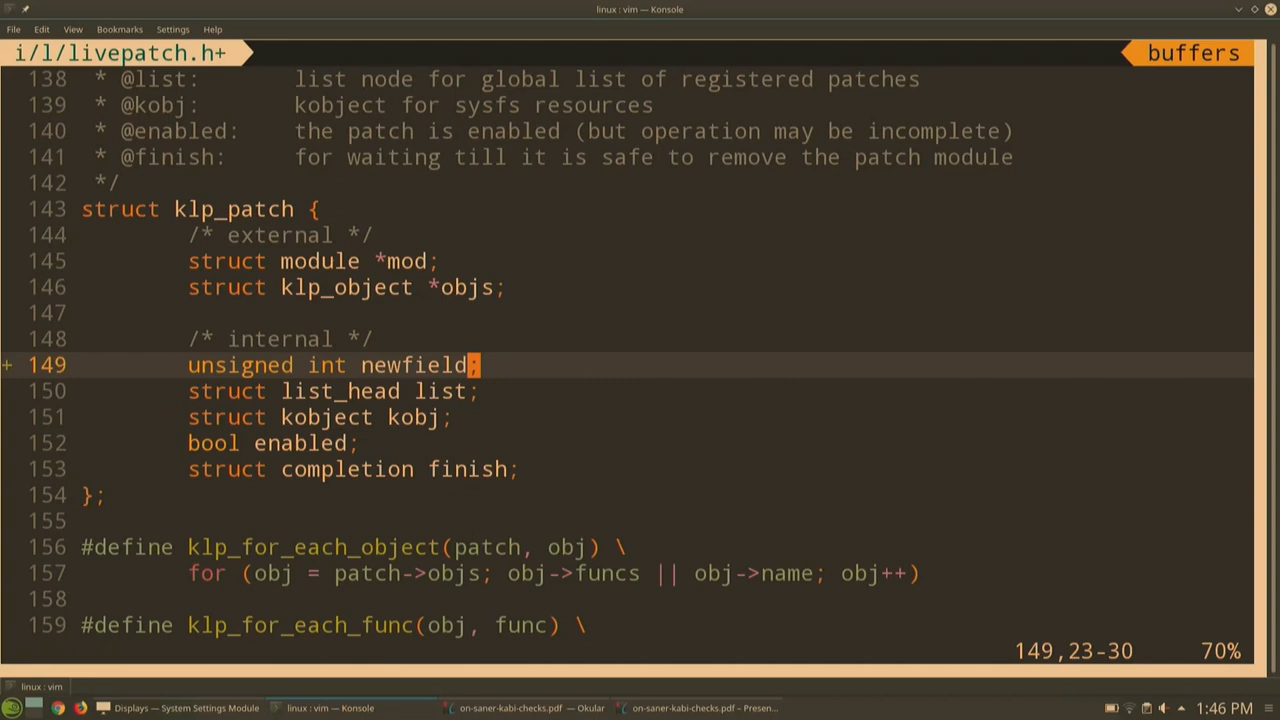 linux : vim — Konsole
File Edit View Bookmarks Settings Help
i/l/livepatch.h+ buffers
138 * @list: list node for global list of registered patches
139 * @kobj: kobject for sysfs resources
140 * @enabled: the patch is enabled (but operation may be incomplete)
141 * @finish: for waiting till it is safe to remove the patch module
142 */
143 struct klp_patch {
144 /* external */
145 struct module *mod;
146 struct klp_object *objs;
147
148 /* internal */
+ 149 unsigned int newfield;
150 struct list_head list;
151 struct kobject kobj;
152 bool enabled;
153 struct completion finish;
154 };
155
156 #define klp_for_each_object(patch, obj) \
157 for (obj = patch->objs; obj->funcs || obj->name; obj++)
158
159 #define klp_for_each_func(obj, func) \
149,23-30 70%
linux : vim
Displays — System Settings Module linux : vim — Konsole on-saner-kabi-checks.pdf — Okular on-saner-kabi-checks.pdf – Presen... 1:46 PM